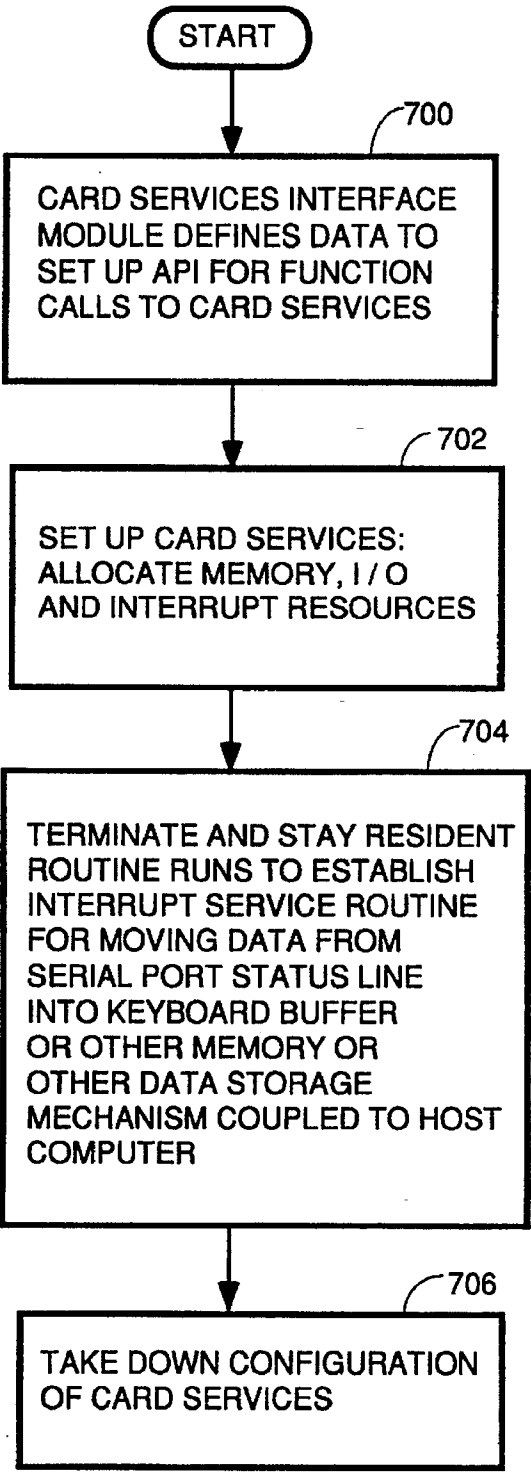 START
700
CARD SERVICES INTERFACE
MODULE DEFINES DATA TO
SET UP API FOR FUNCTION
CALLS TO CARD SERVICES
702
SET UP CARD SERVICES:
ALLOCATE MEMORY, I / O
AND INTERRUPT RESOURCES
704
TERMINATE AND STAY RESIDENT
ROUTINE RUNS TO ESTABLISH
INTERRUPT SERVICE ROUTINE
FOR MOVING DATA FROM
SERIAL PORT STATUS LINE
INTO KEYBOARD BUFFER
OR OTHER MEMORY OR
OTHER DATA STORAGE
MECHANISM COUPLED TO HOST
COMPUTER
706
TAKE DOWN CONFIGURATION
OF CARD SERVICES